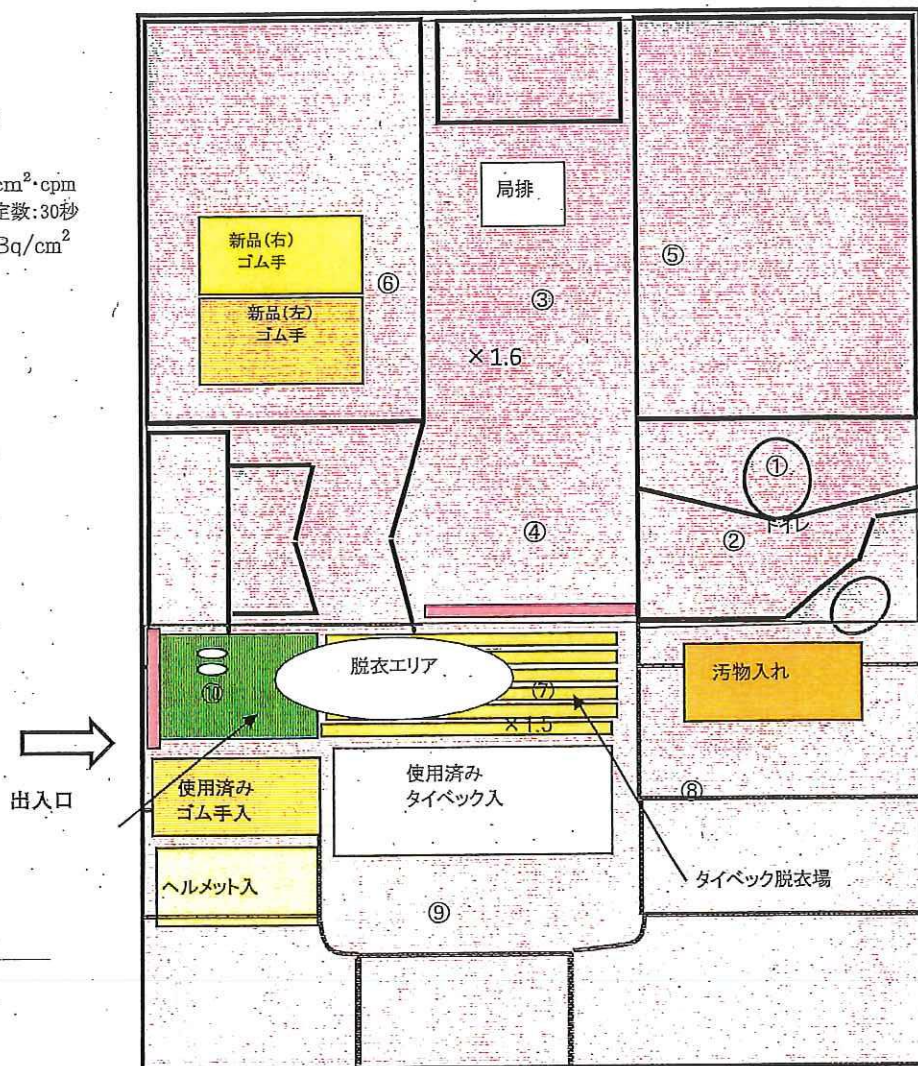 cm²・cpm
定数:30秒
Bq/cm²
局排
新品(右)
ゴム手
⑤
⑥
新品(左)
ゴム手
③
×1.6
①
④
②
トイレ
脱衣エリア
汚物入れ
⑩
(7)
×1.5
出入口
使用済み
ゴム手入
使用済み
タイベック入
⑧
ヘルメット入
タイベック脱衣場
⑨